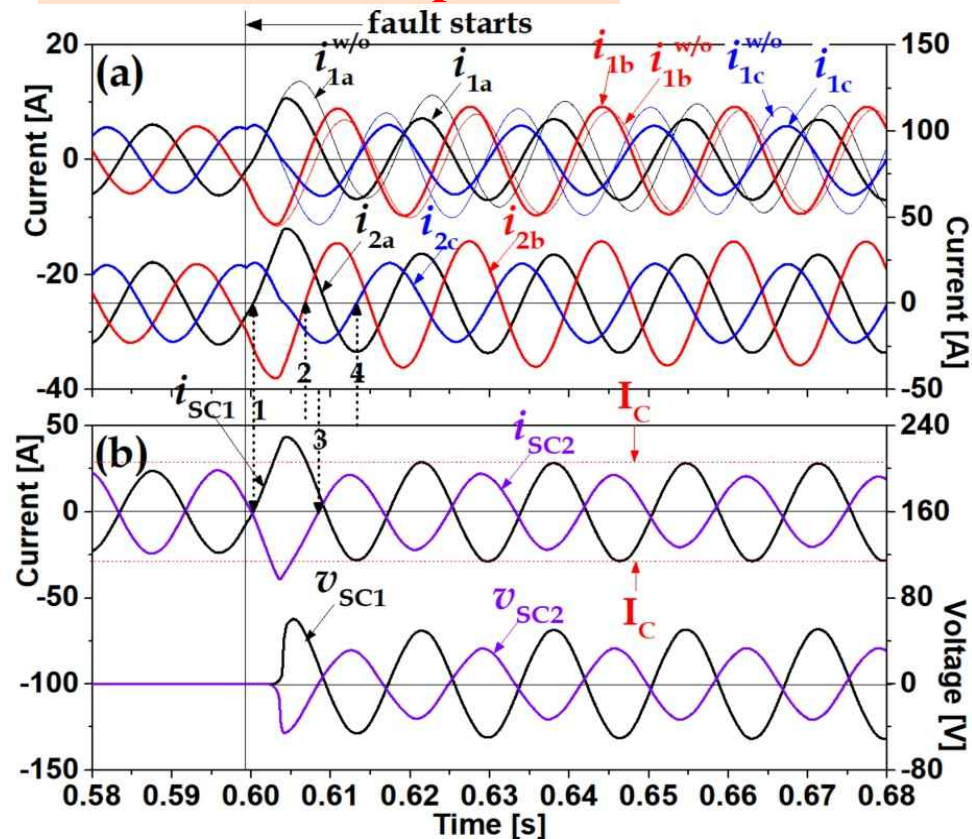 fault starts
(a)
i1a^w/o
i1a
i1b
i1b^w/o
i1c^w/o
i1c
20
0
-20
-40
Current [A]
150
100
50
0
-50
Current [A]
i2a
i2c
i2b
1
2
3
4
(b)
iSC1
iSC2
IC
IC
vSC1
vSC2
50
0
-50
-100
-150
Current [A]
240
160
80
0
-80
Voltage [V]
0.58 0.59 0.60 0.61 0.62 0.63 0.64 0.65 0.66 0.67 0.68
Time [s]